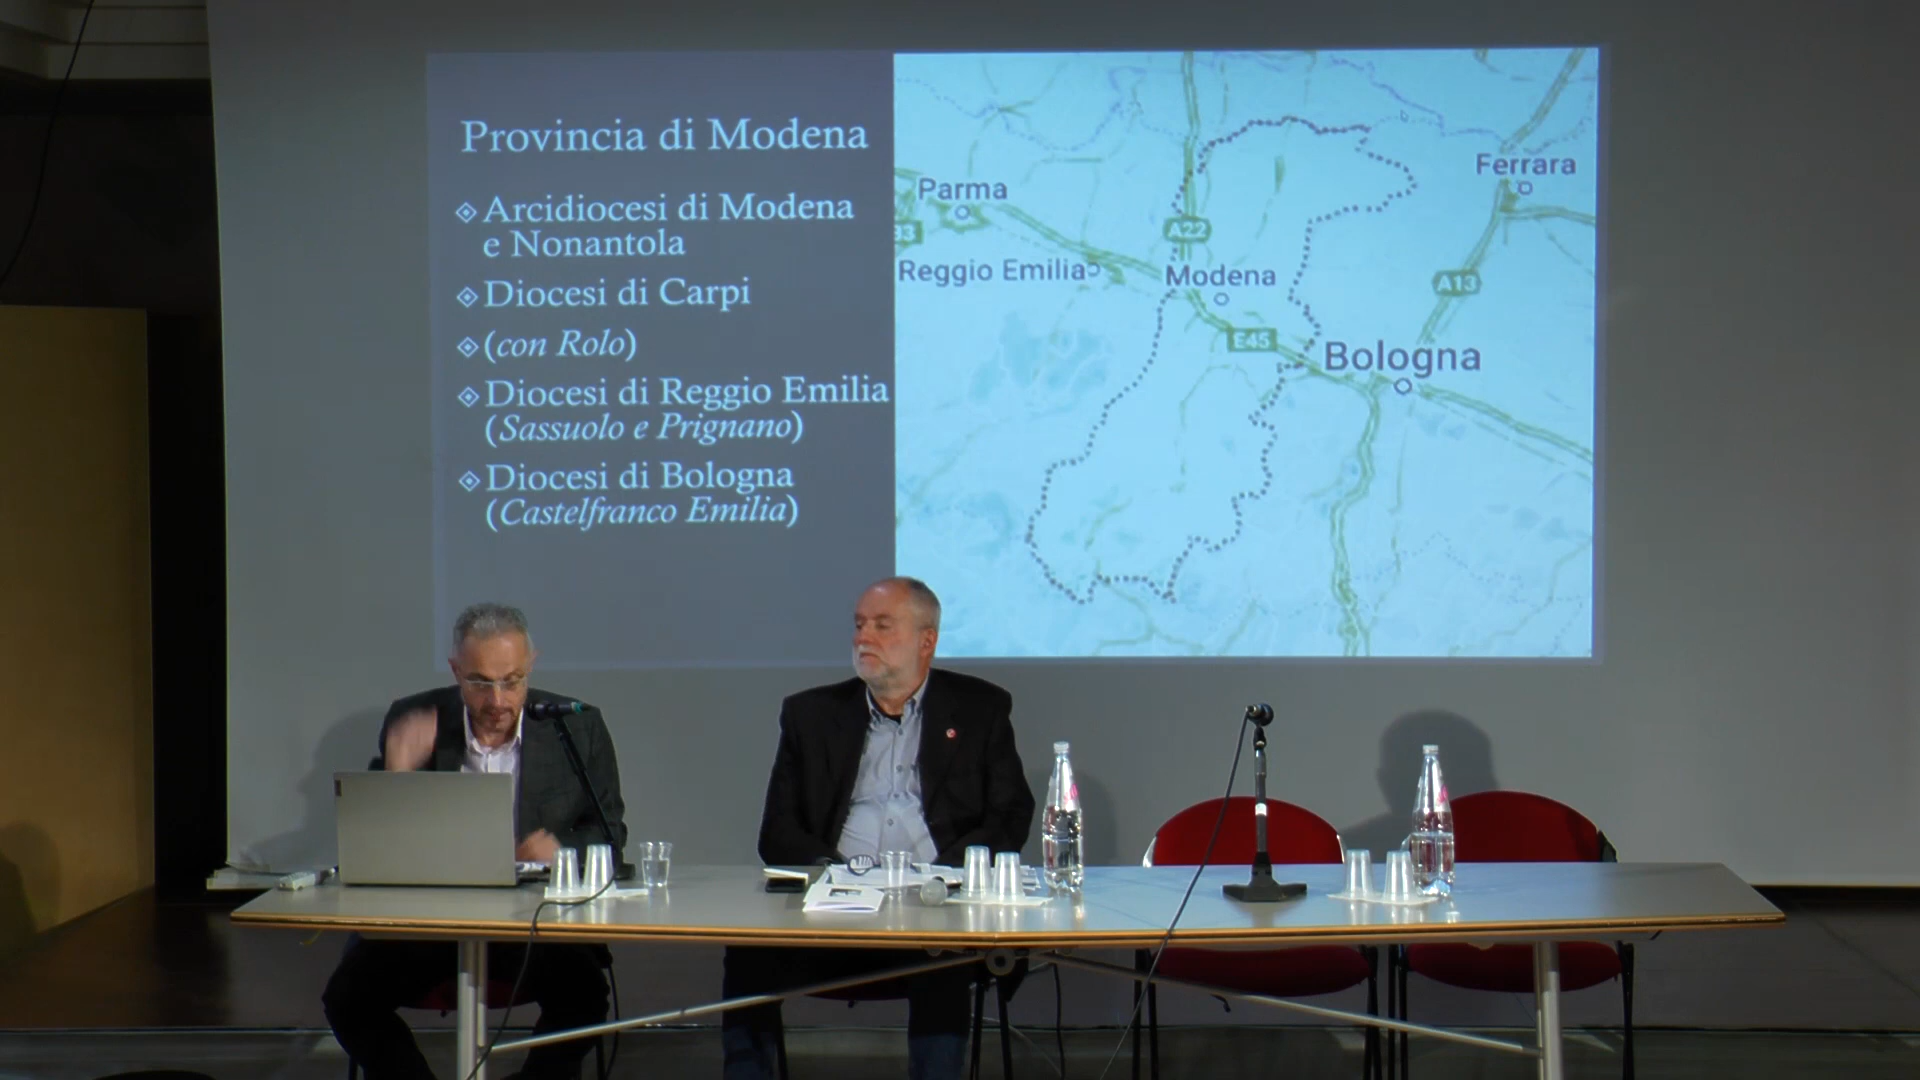 Provincia di Modena
Arcidiocesi di Modena
e Nonantola
Diocesi di Carpi
(con Rolo)
Diocesi di Reggio Emilia
(Sassuolo e Prignano)
Diocesi di Bologna
(Castelfranco Emilia)
Ferrara
Parma
A22
33
Reggio Emilia
Modena
A13
E45
Bologna